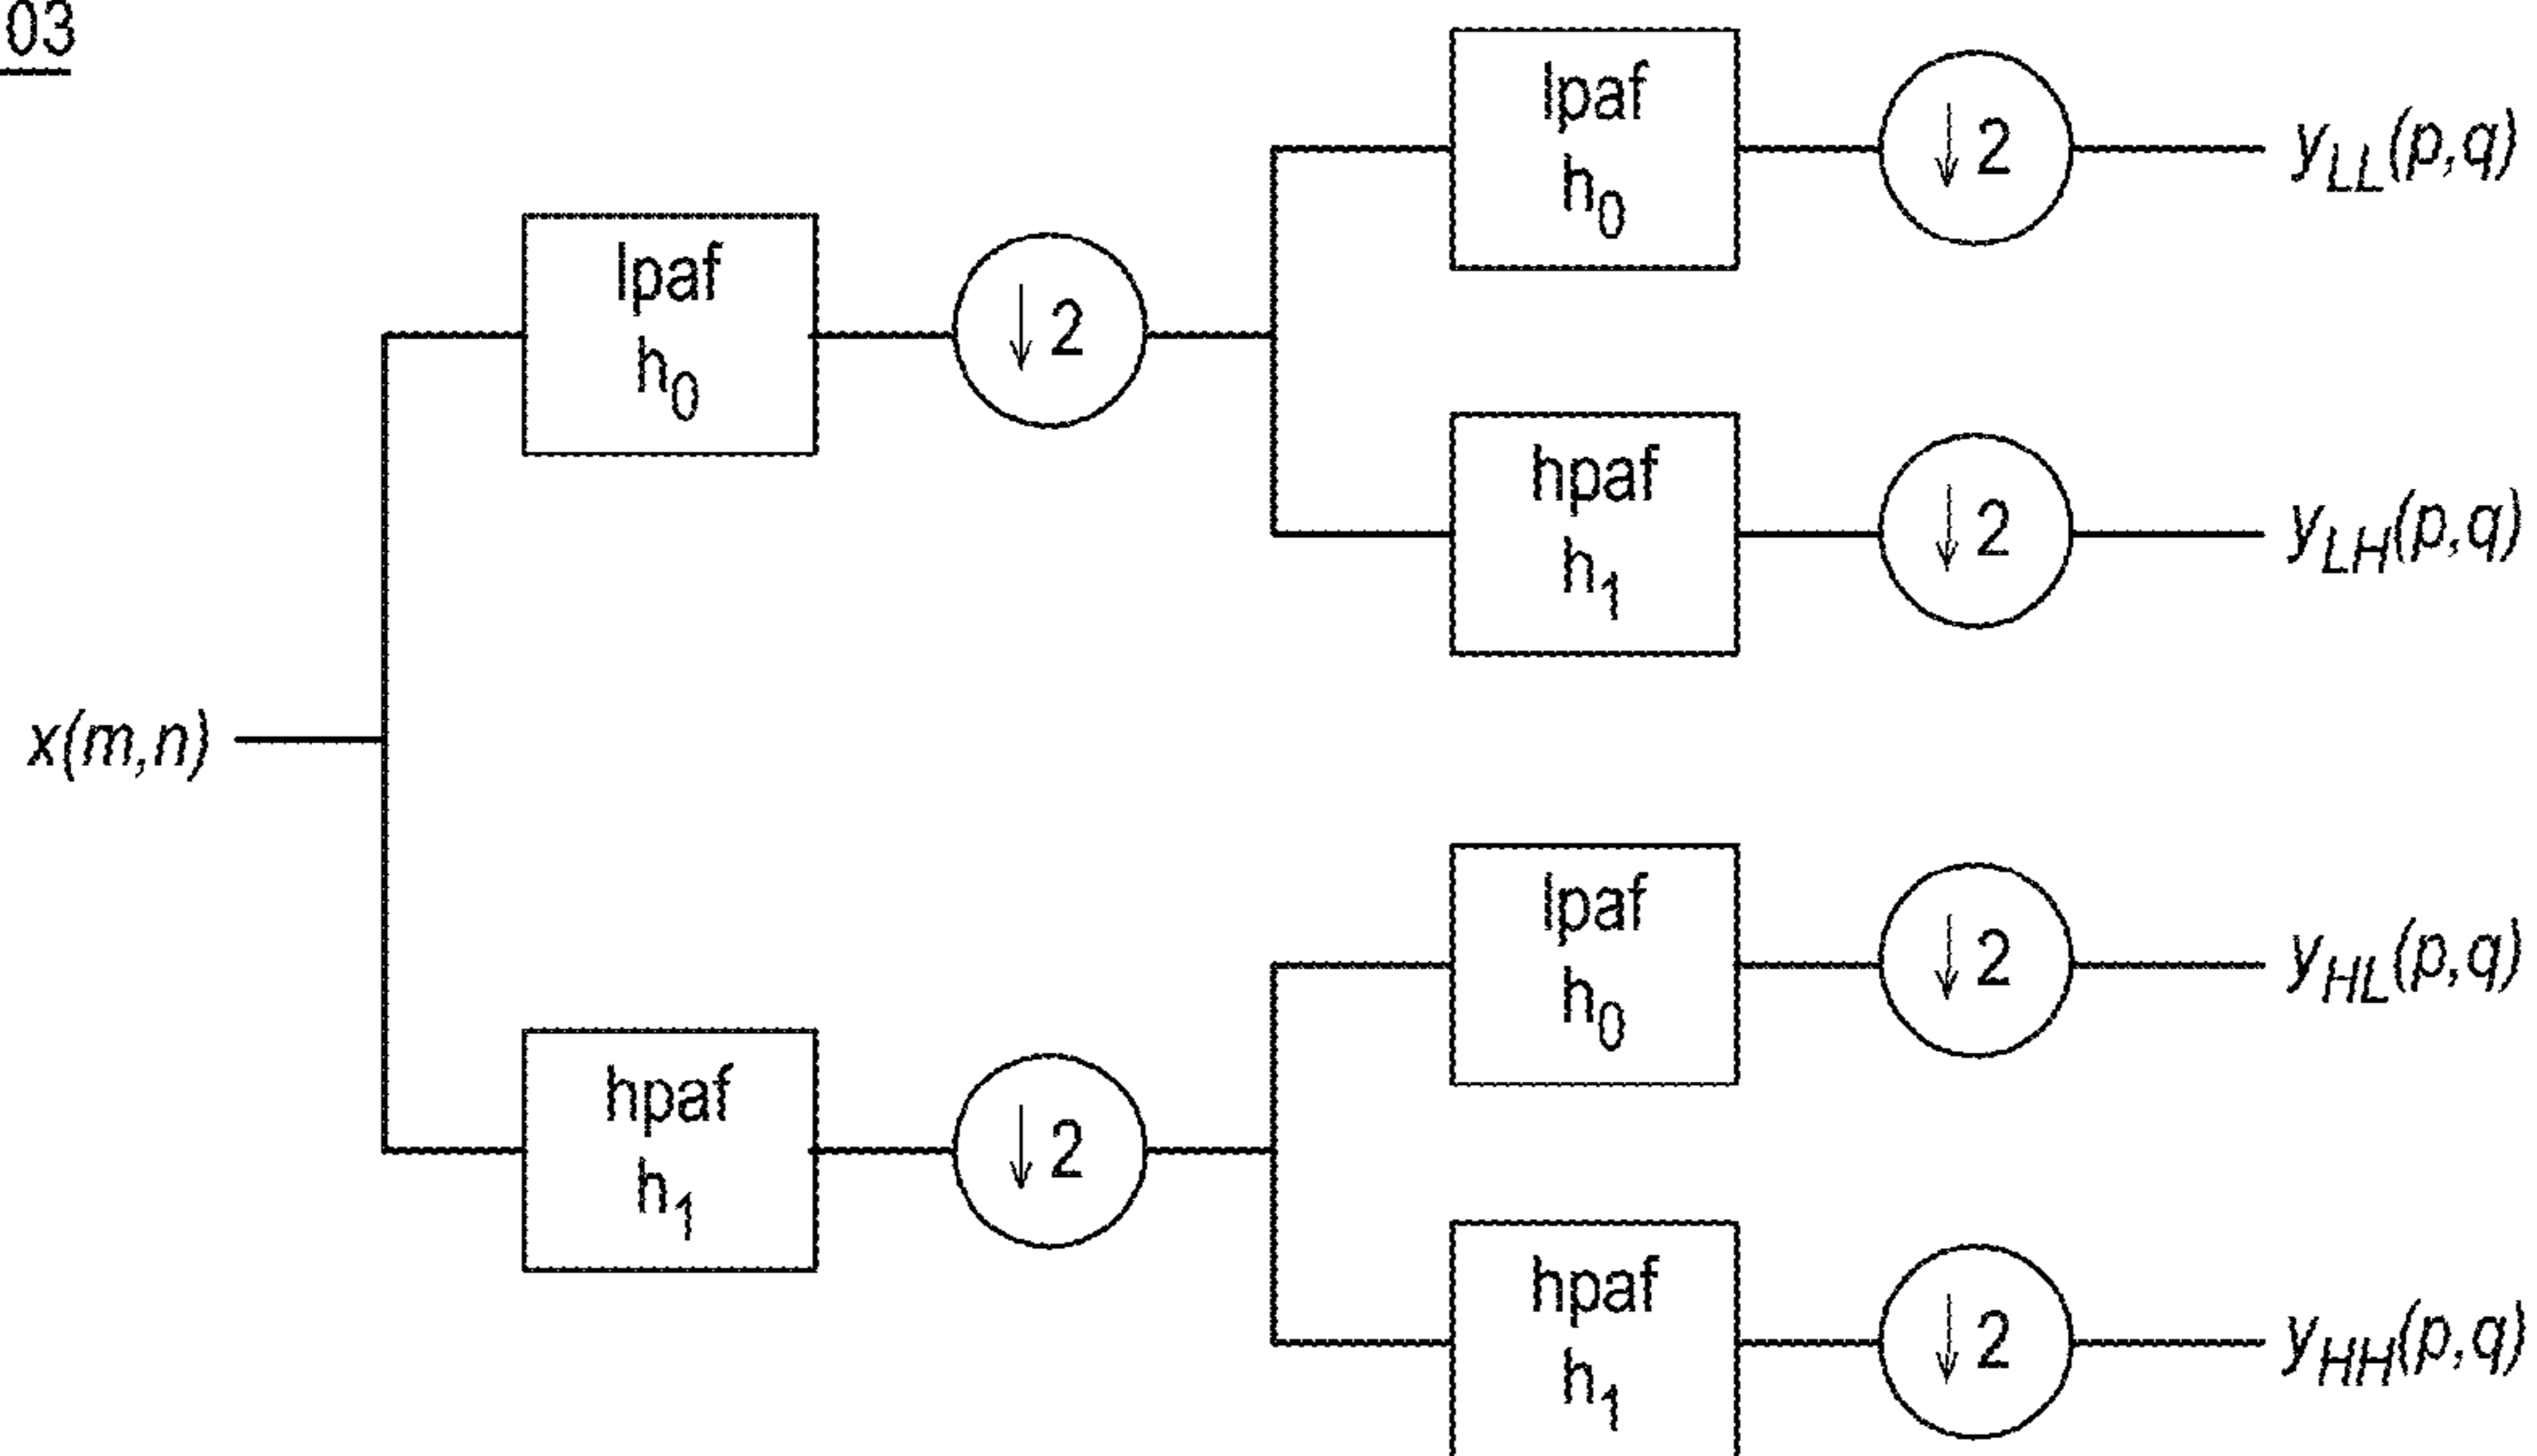 03
lpaf
h0
↓2
lpaf
h0
↓2
yLL(p,q)
hpaf
h1
↓2
yLH(p,q)
x(m,n)
hpaf
h1
↓2
lpaf
h0
↓2
yHL(p,q)
hpaf
h1
↓2
yHH(p,q)